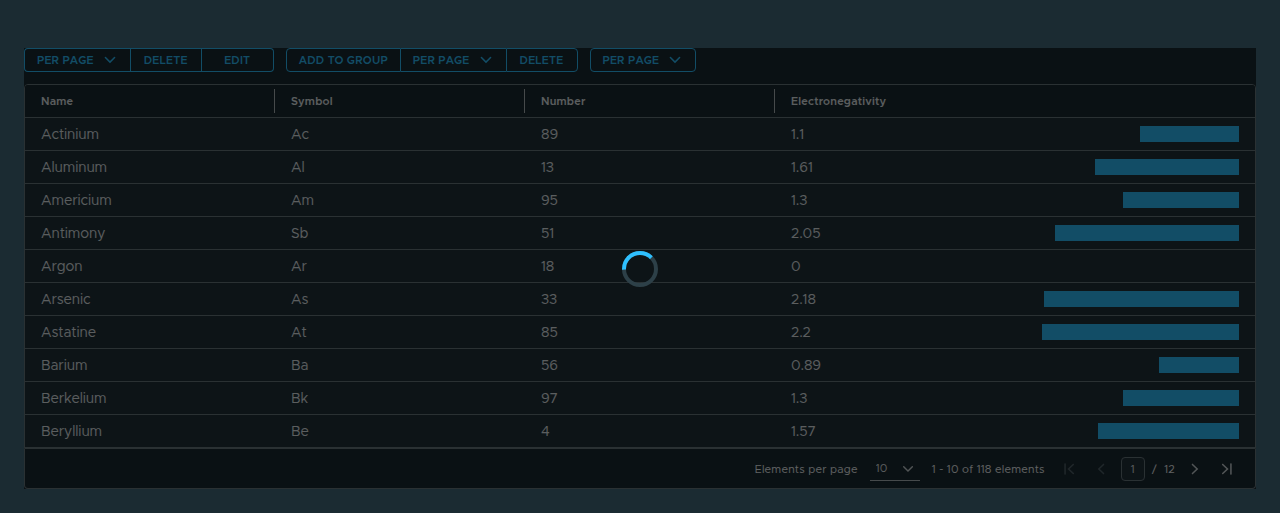 PER PAGE DELETE EDIT ADD TO GROUP PER PAGE DELETE PER PAGE
Name Symbol Number Electronegativity
Actinium Ac 89 1.1
Aluminum Al 13 1.61
Americium Am 95 1.3
Antimony Sb 51 2.05
Argon Ar 18 0
Arsenic As 33 2.18
Astatine At 85 2.2
Barium Ba 56 0.89
Berkelium Bk 97 1.3
Beryllium Be 4 1.57
Elements per page 10 1 - 10 of 118 elements 1 / 12